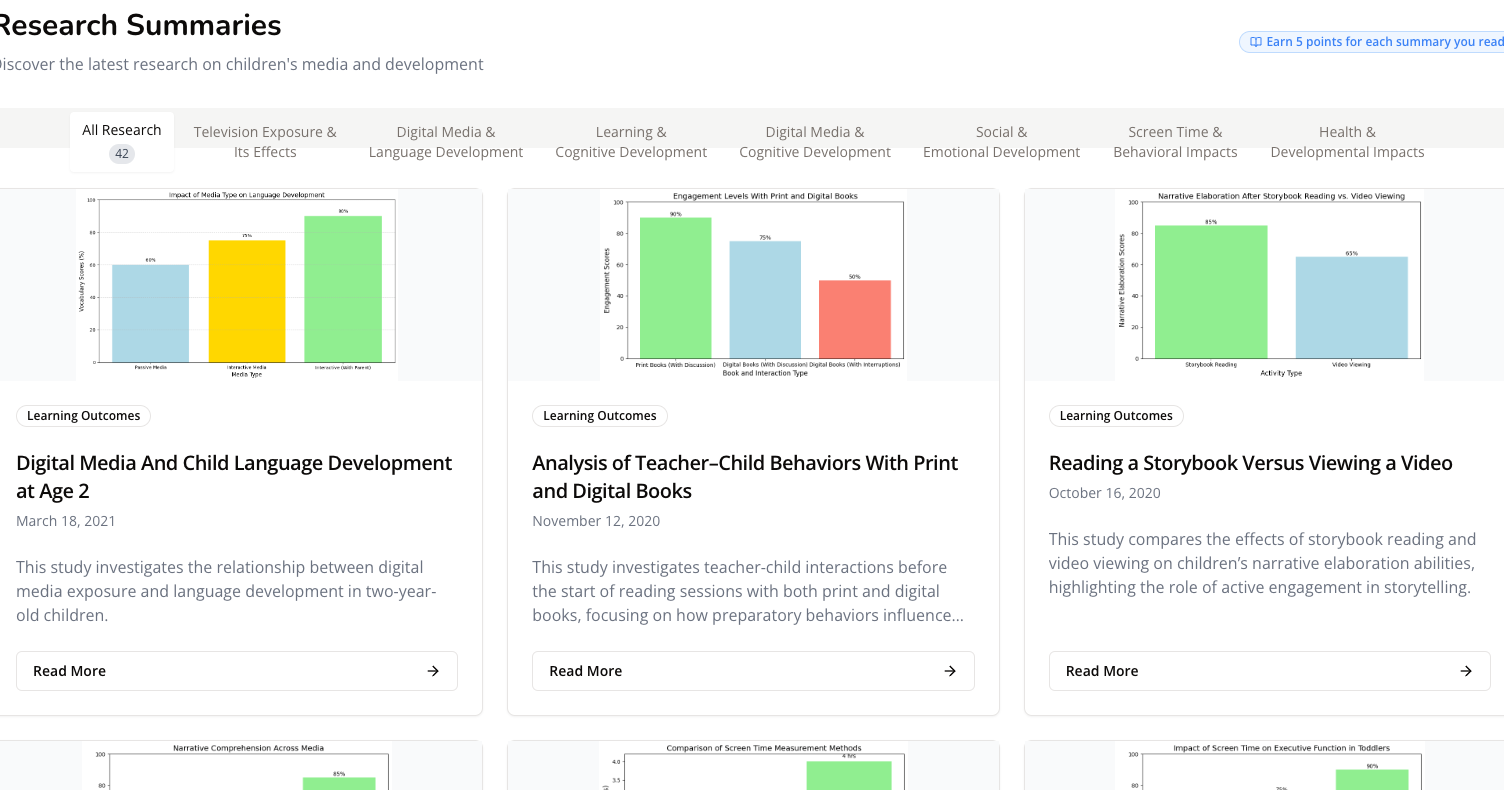 Research Summaries
Earn 5 points for each summary you read
Discover the latest research on children's media and development
All Research
42
Television Exposure &
Its Effects
Digital Media &
Language Development
Learning &
Cognitive Development
Digital Media &
Cognitive Development
Social &
Emotional Development
Screen Time &
Behavioral Impacts
Health &
Developmental Impacts
Impact of Media Type on Language Development
Vocabulary Scores (%)
100
80
60
40
20
0
60%
75%
90%
Passive Media
Interactive Media
Interactive (With Parent)
Media Type
Learning Outcomes
Digital Media And Child Language Development
at Age 2
March 18, 2021
This study investigates the relationship between digital
media exposure and language development in two-year-
old children.
Read More
Engagement Levels With Print and Digital Books
Engagement Scores
100
80
60
40
20
0
90%
75%
50%
Print Books (With Discussion)
Digital Books (With Discussion)
Digital Books (With Interruptions)
Book and Interaction Type
Learning Outcomes
Analysis of Teacher–Child Behaviors With Print
and Digital Books
November 12, 2020
This study investigates teacher-child interactions before
the start of reading sessions with both print and digital
books, focusing on how preparatory behaviors influence...
Read More
Narrative Elaboration After Storybook Reading vs. Video Viewing
Narrative Elaboration Scores
100
80
60
40
20
0
85%
65%
Storybook Reading
Video Viewing
Activity Type
Learning Outcomes
Reading a Storybook Versus Viewing a Video
October 16, 2020
This study compares the effects of storybook reading and
video viewing on children’s narrative elaboration abilities,
highlighting the role of active engagement in storytelling.
Read More
Narrative Comprehension Across Media
100
80
85%
Comparison of Screen Time Measurement Methods
4.0
3.5
4 hrs
Impact of Screen Time on Executive Function in Toddlers
100
80
90%
75%